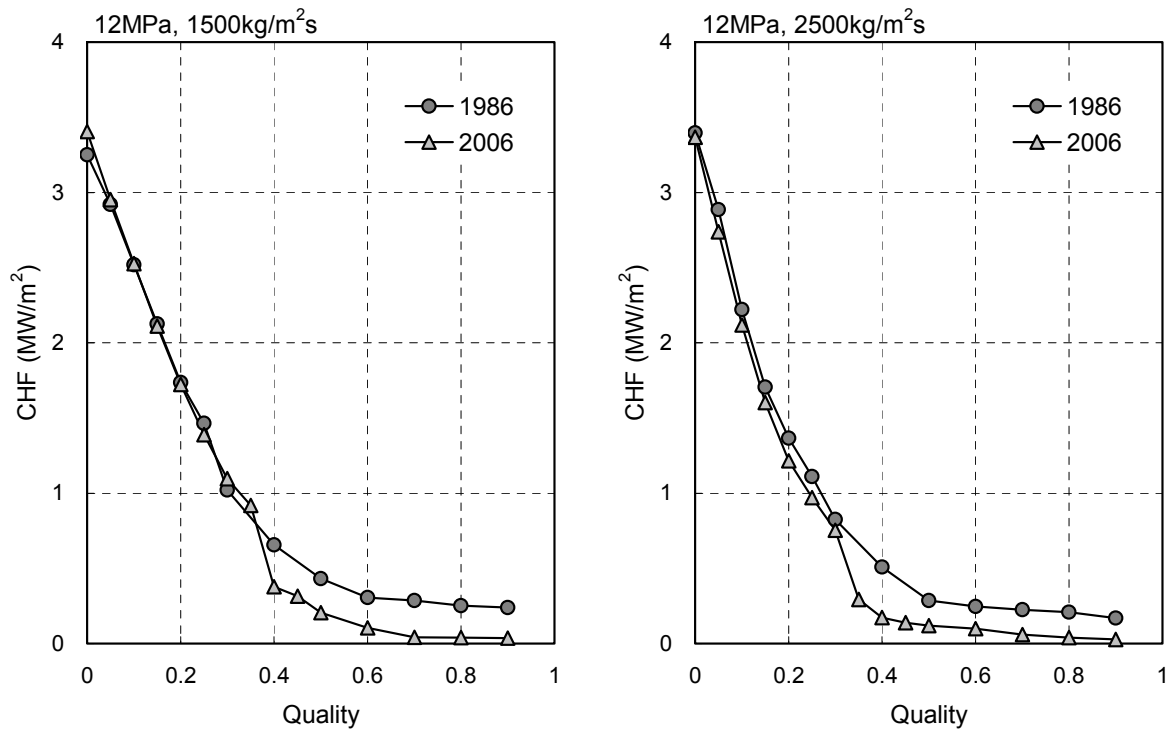 12MPa, 1500kg/m²s
4
3
2
1
0
CHF (MW/m²)
1986
2006
0 0.2 0.4 0.6 0.8 1
Quality
12MPa, 2500kg/m²s
4
3
2
1
0
CHF (MW/m²)
1986
2006
0 0.2 0.4 0.6 0.8 1
Quality